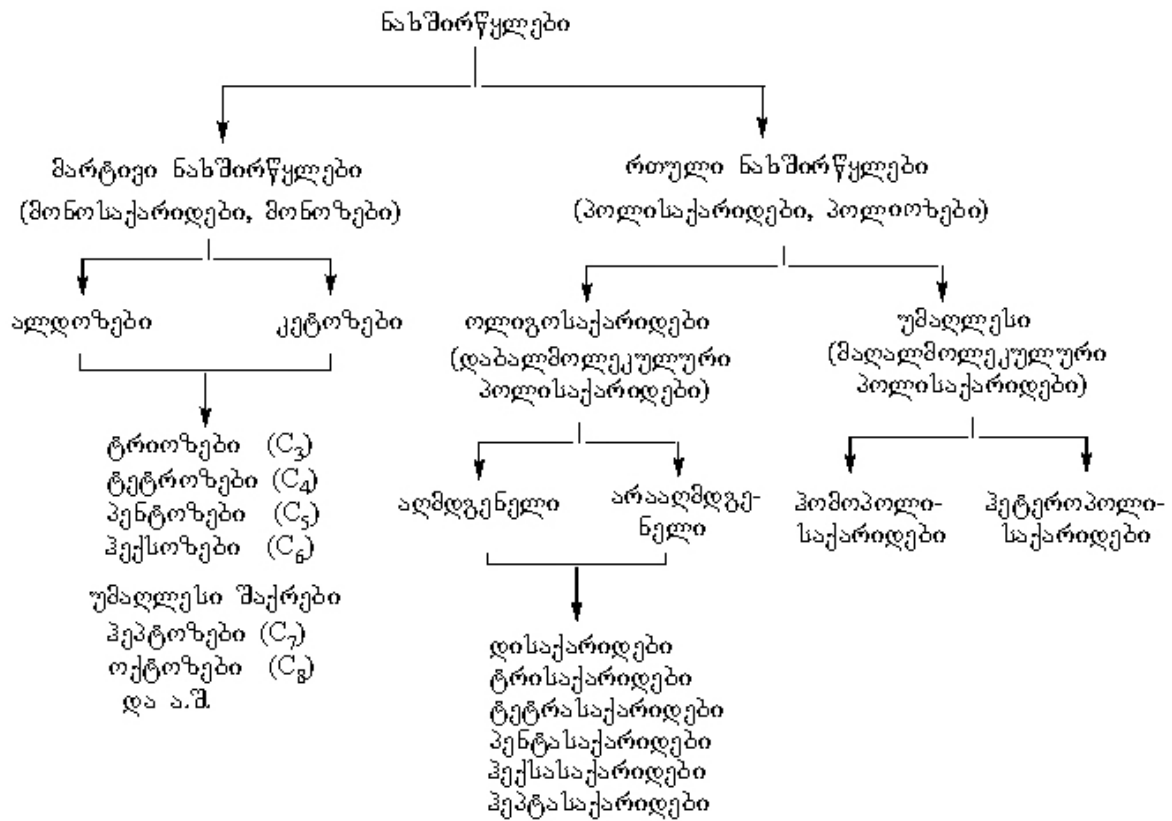 ნახშირწყლები
მარტივი ნახშირწყლები
(მონოსაქარიდები, მონოზები)
რთული ნახშირწყლები
(პოლისაქარიდები, პოლიოზები)
ალდოზები
კეტოზები
ოლიგოსაქარიდები
(დაბალმოლეკულური
პოლისაქარიდები)
უმაღლესი
(მაღალმოლეკულური
პოლისაქარიდები)
ტრიოზები (C₃)
ტეტროზები (C₄)
პენტოზები (C₅)
ჰექსოზები (C₆)
უმაღლესი შაქრები
ჰეპტოზები (C₇)
ოქტოზები (C₈)
და ა.შ.
აღმდგენელი
არააღმდგე-
ნელი
ჰომოპოლი-
საქარიდები
ჰეტეროპოლი-
საქარიდები
დისაქარიდები
ტრისაქარიდები
ტეტრასაქარიდები
პენტასაქარიდები
ჰექსასაქარიდები
ჰეპტასაქარიდები